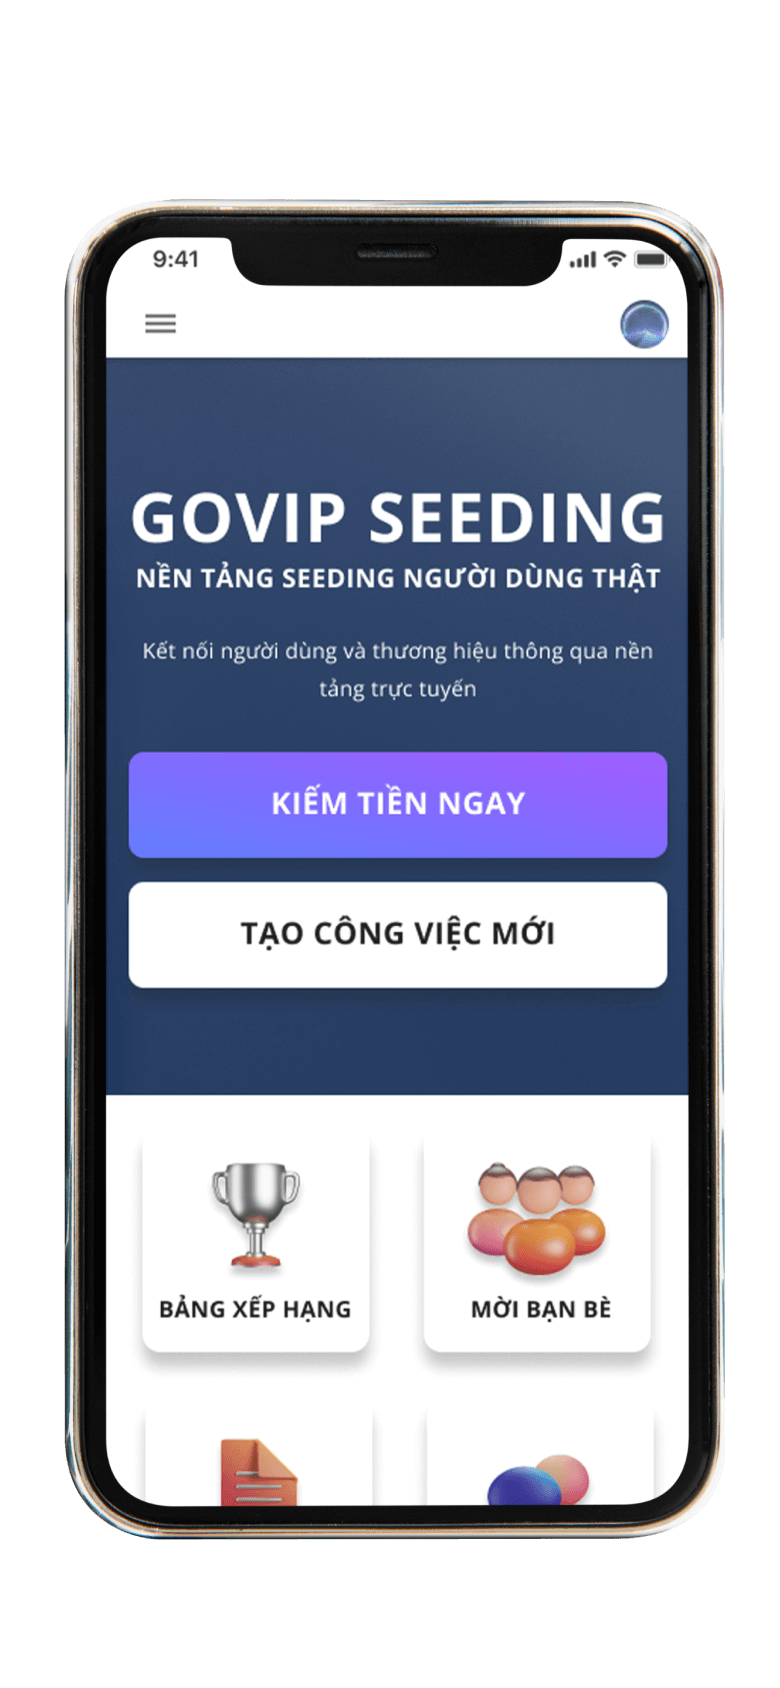 9:41
GOVIP SEEDING
NỀN TẢNG SEEDING NGƯỜI DÙNG THẬT
Kết nối người dùng và thương hiệu thông qua nền
tảng trực tuyến
KIẾM TIỀN NGAY
TẠO CÔNG VIỆC MỚI
BẢNG XẾP HẠNG
MỜI BẠN BÈ